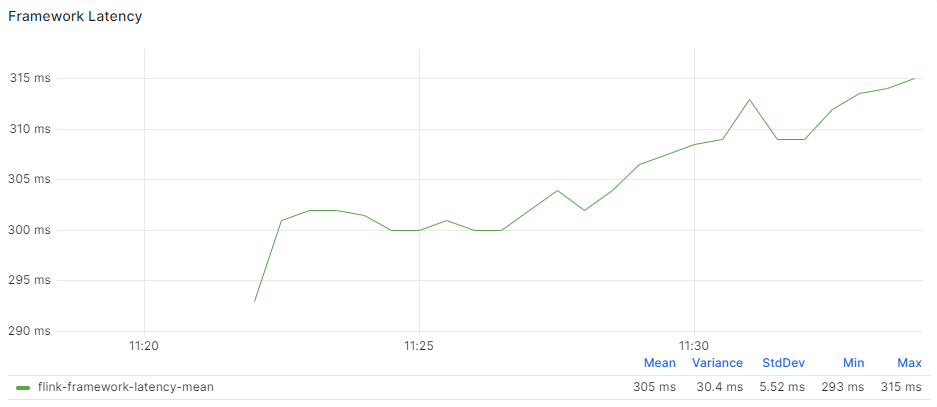 Framework Latency
315 ms
310 ms
305 ms
300 ms
295 ms
290 ms
11:20 11:25 11:30
Mean Variance StdDev Min Max
flink-framework-latency-mean 305 ms 30.4 ms 5.52 ms 293 ms 315 ms